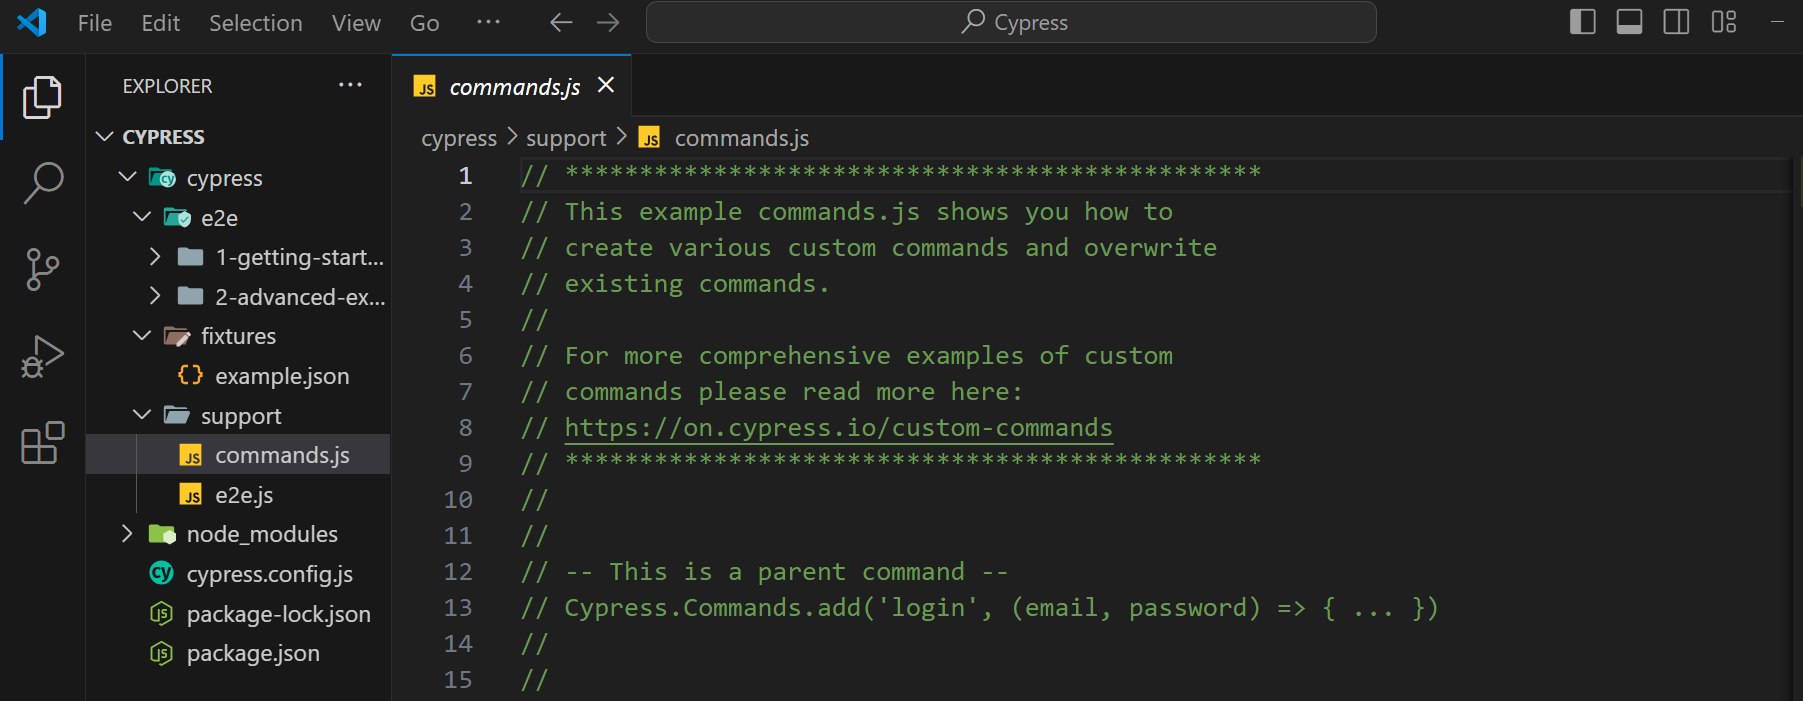 File Edit Selection View Go ··· Cypress
EXPLORER ···
commands.js
CYPRESS
cypress
e2e
1-getting-start...
2-advanced-ex...
fixtures
example.json
support
commands.js
e2e.js
node_modules
cypress.config.js
package-lock.json
package.json
cypress > support > JS commands.js
1 // ***********************************************
2 // This example commands.js shows you how to
3 // create various custom commands and overwrite
4 // existing commands.
5 //
6 // For more comprehensive examples of custom
7 // commands please read more here:
8 // https://on.cypress.io/custom-commands
9 // ***********************************************
10 //
11 //
12 // -- This is a parent command --
13 // Cypress.Commands.add('login', (email, password) => { ... })
14 //
15 //